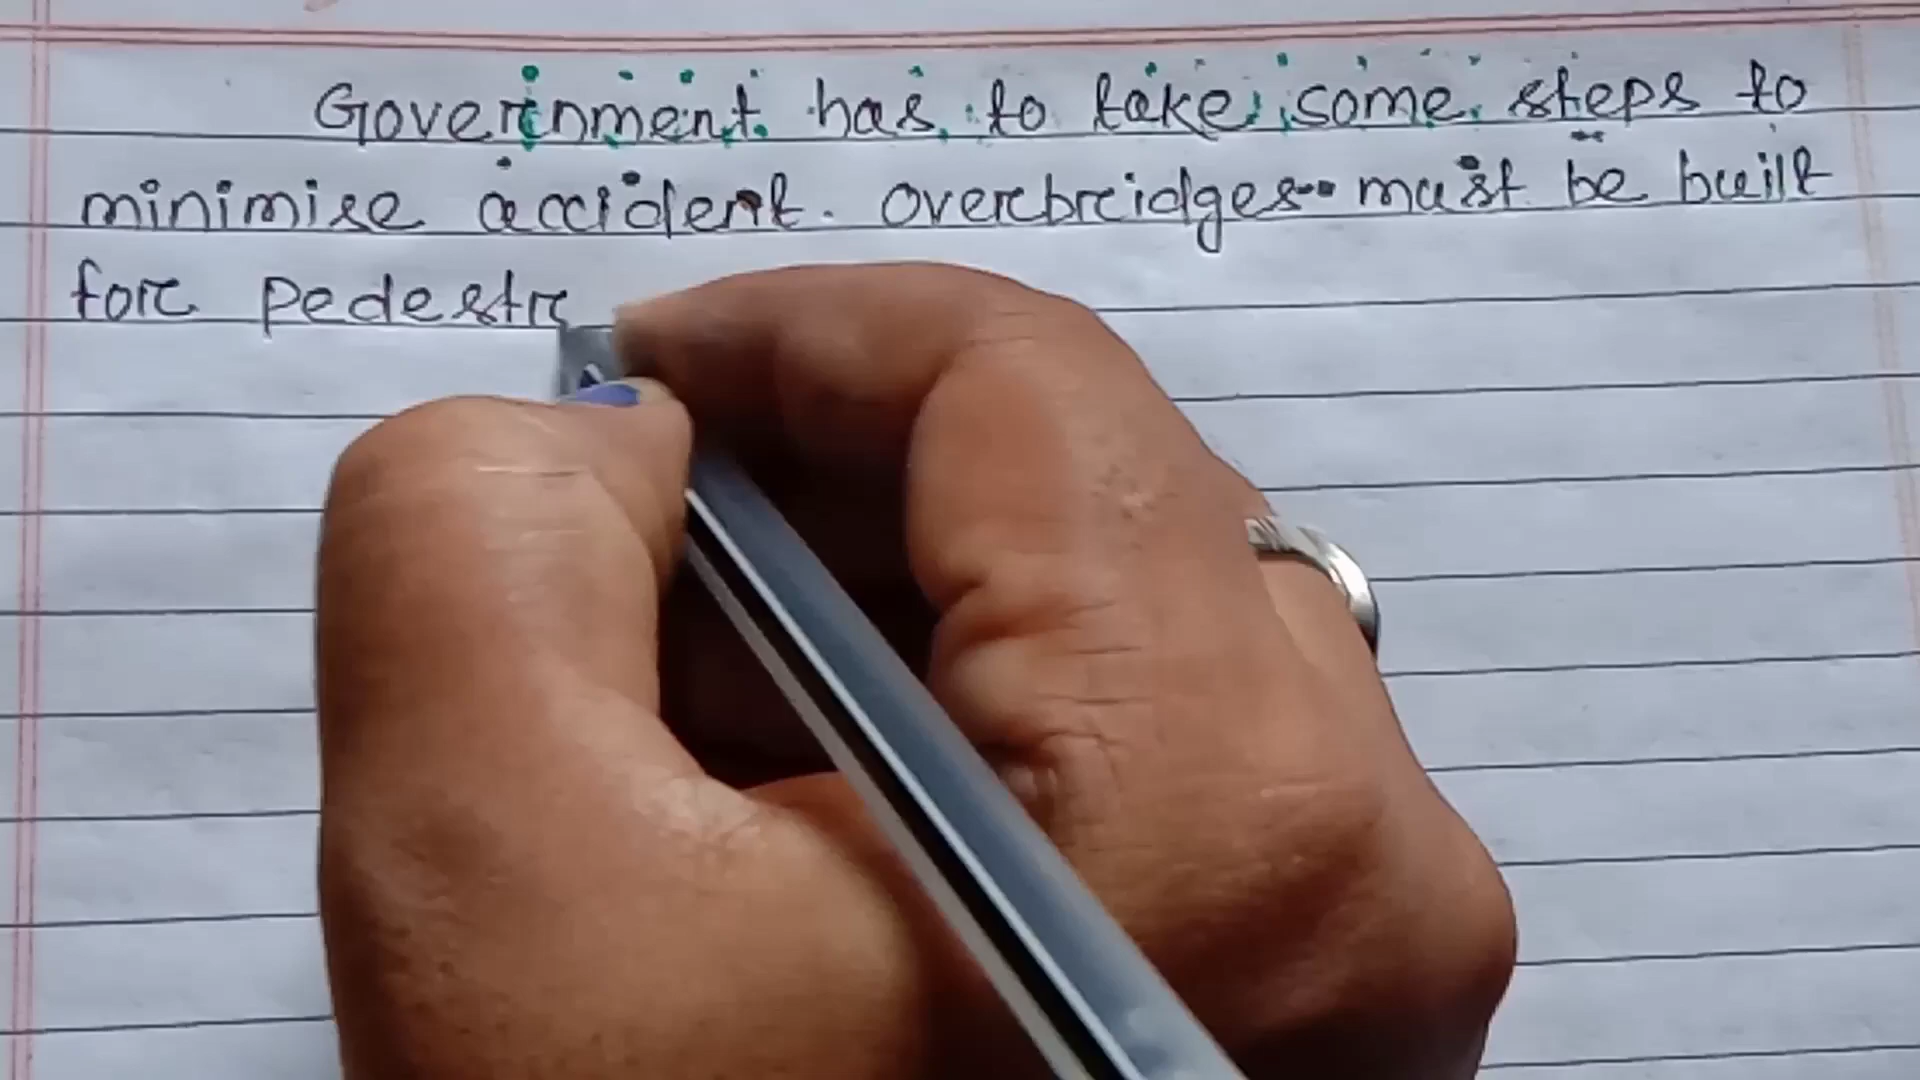 Government has to take some steps to
minimise accident. overbridges must be built
for pedestr